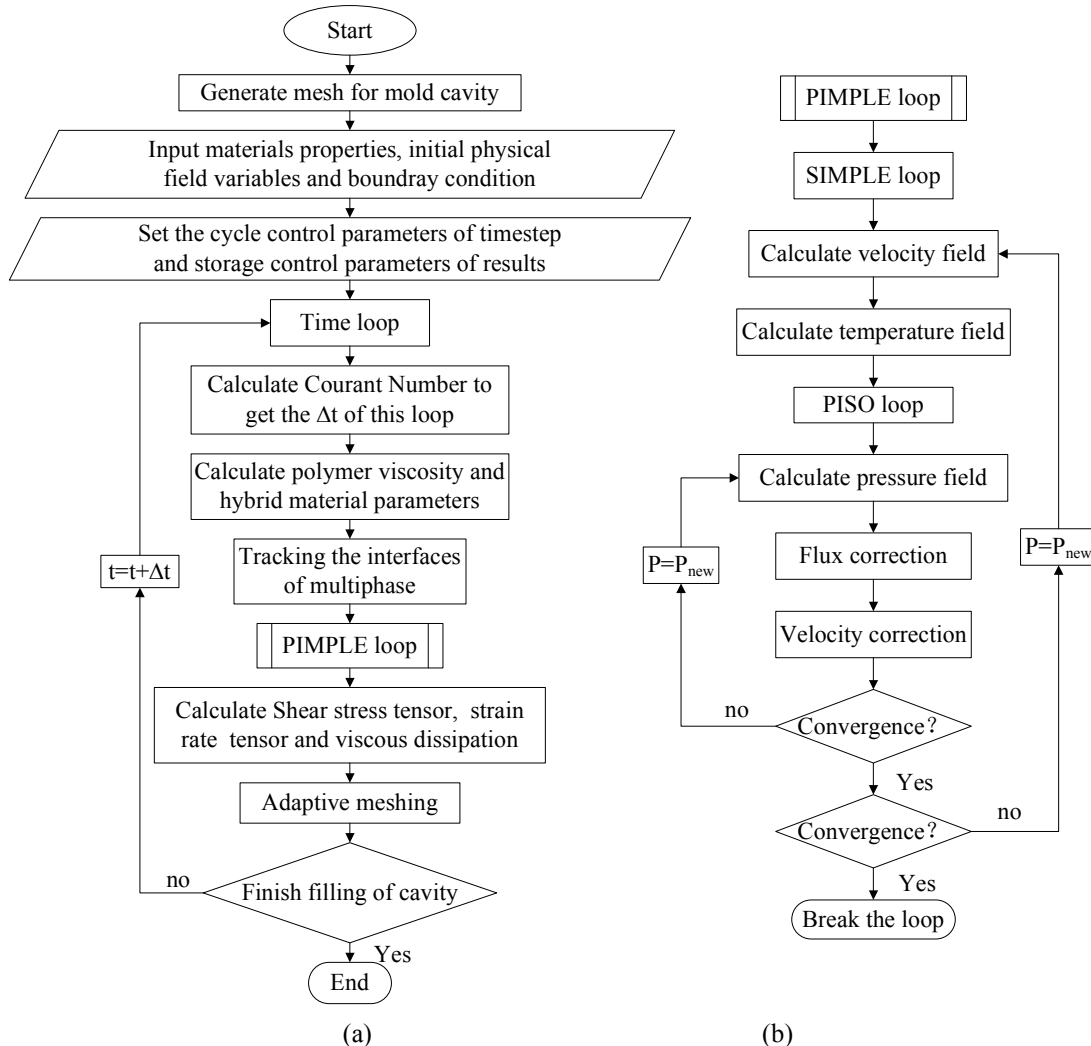 Start
Generate mesh for mold cavity
Input materials properties, initial physical
field variables and boundray condition
Set the cycle control parameters of timestep
and storage control parameters of results
Time loop
Calculate Courant Number to
get the Δt of this loop
Calculate polymer viscosity and
hybrid material parameters
Tracking the interfaces
of multiphase
t=t+Δt
PIMPLE loop
Calculate Shear stress tensor, strain
rate tensor and viscous dissipation
Adaptive meshing
no
Finish filling of cavity
Yes
End
(a)
PIMPLE loop
SIMPLE loop
Calculate velocity field
Calculate temperature field
PISO loop
Calculate pressure field
P=Pnew
Flux correction
P=Pnew
Velocity correction
no
Convergence?
Yes
Convergence?
no
Yes
Break the loop
(b)